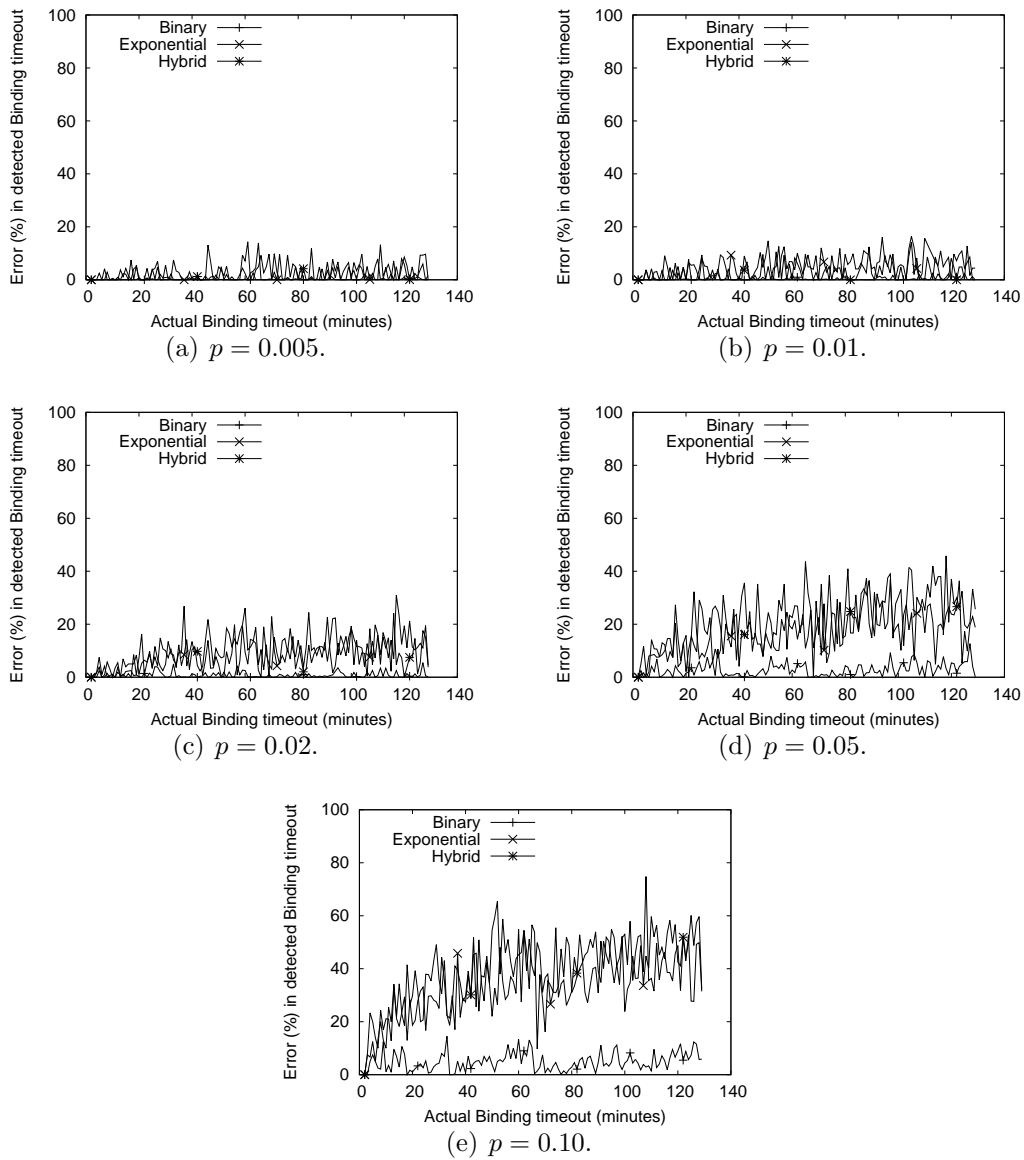 Error (%) in detected Binding timeout
100
80
60
40
20
0
Binary
Exponential
Hybrid
0 20 40 60 80 100 120 140
Actual Binding timeout (minutes)
(a) p = 0.005.
Error (%) in detected Binding timeout
100
80
60
40
20
0
Binary
Exponential
Hybrid
0 20 40 60 80 100 120 140
Actual Binding timeout (minutes)
(b) p = 0.01.
Error (%) in detected Binding timeout
100
80
60
40
20
0
Binary
Exponential
Hybrid
0 20 40 60 80 100 120 140
Actual Binding timeout (minutes)
(c) p = 0.02.
Error (%) in detected Binding timeout
100
80
60
40
20
0
Binary
Exponential
Hybrid
0 20 40 60 80 100 120 140
Actual Binding timeout (minutes)
(d) p = 0.05.
Error (%) in detected Binding timeout
100
80
60
40
20
0
Binary
Exponential
Hybrid
0 20 40 60 80 100 120 140
Actual Binding timeout (minutes)
(e) p = 0.10.